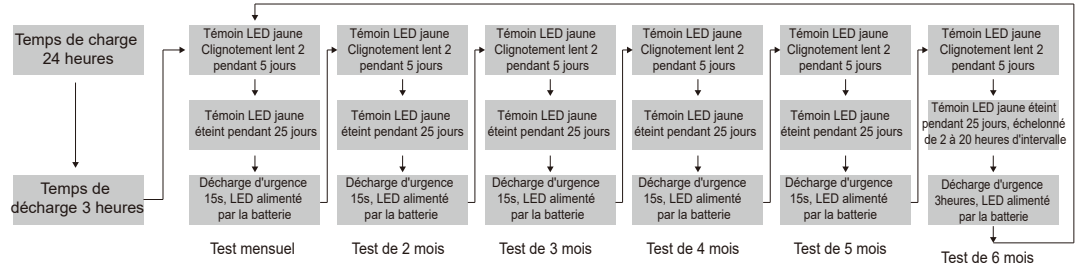 Temps de charge
24 heures
Temps de
décharge 3 heures
Témoin LED jaune
Clignotement lent 2
pendant 5 jours
Témoin LED jaune
éteint pendant 25 jours
Décharge d'urgence
15s, LED alimenté
par la batterie
Test mensuel
Témoin LED jaune
Clignotement lent 2
pendant 5 jours
Témoin LED jaune
éteint pendant 25 jours
Décharge d'urgence
15s, LED alimenté
par la batterie
Test de 2 mois
Témoin LED jaune
Clignotement lent 2
pendant 5 jours
Témoin LED jaune
éteint pendant 25 jours
Décharge d'urgence
15s, LED alimenté
par la batterie
Test de 3 mois
Témoin LED jaune
Clignotement lent 2
pendant 5 jours
Témoin LED jaune
éteint pendant 25 jours
Décharge d'urgence
15s, LED alimenté
par la batterie
Test de 4 mois
Témoin LED jaune
Clignotement lent 2
pendant 5 jours
Témoin LED jaune
éteint pendant 25 jours
Décharge d'urgence
15s, LED alimenté
par la batterie
Test de 5 mois
Témoin LED jaune
Clignotement lent 2
pendant 5 jours
Témoin LED jaune éteint
pendant 25 jours, échelonné
de 2 à 20 heures d'intervalle
Décharge d'urgence
3heures, LED alimenté
par la batterie
Test de 6 mois